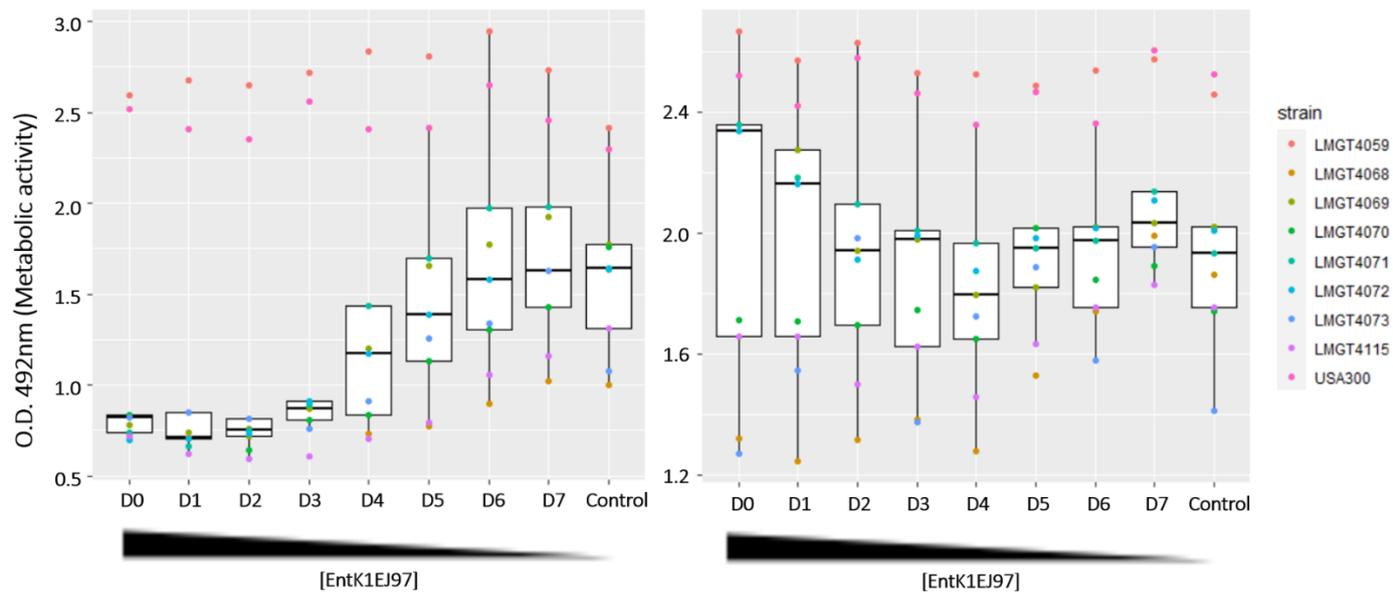 O.D. 492nm (Metabolic activity)
3.0
2.5
2.0
1.5
1.0
0.5
D0 D1 D2 D3 D4 D5 D6 D7 Control
[EntK1EJ97]
2.4
2.0
1.6
1.2
D0 D1 D2 D3 D4 D5 D6 D7 Control
[EntK1EJ97]
strain
LMGT4059
LMGT4068
LMGT4069
LMGT4070
LMGT4071
LMGT4072
LMGT4073
LMGT4115
USA300